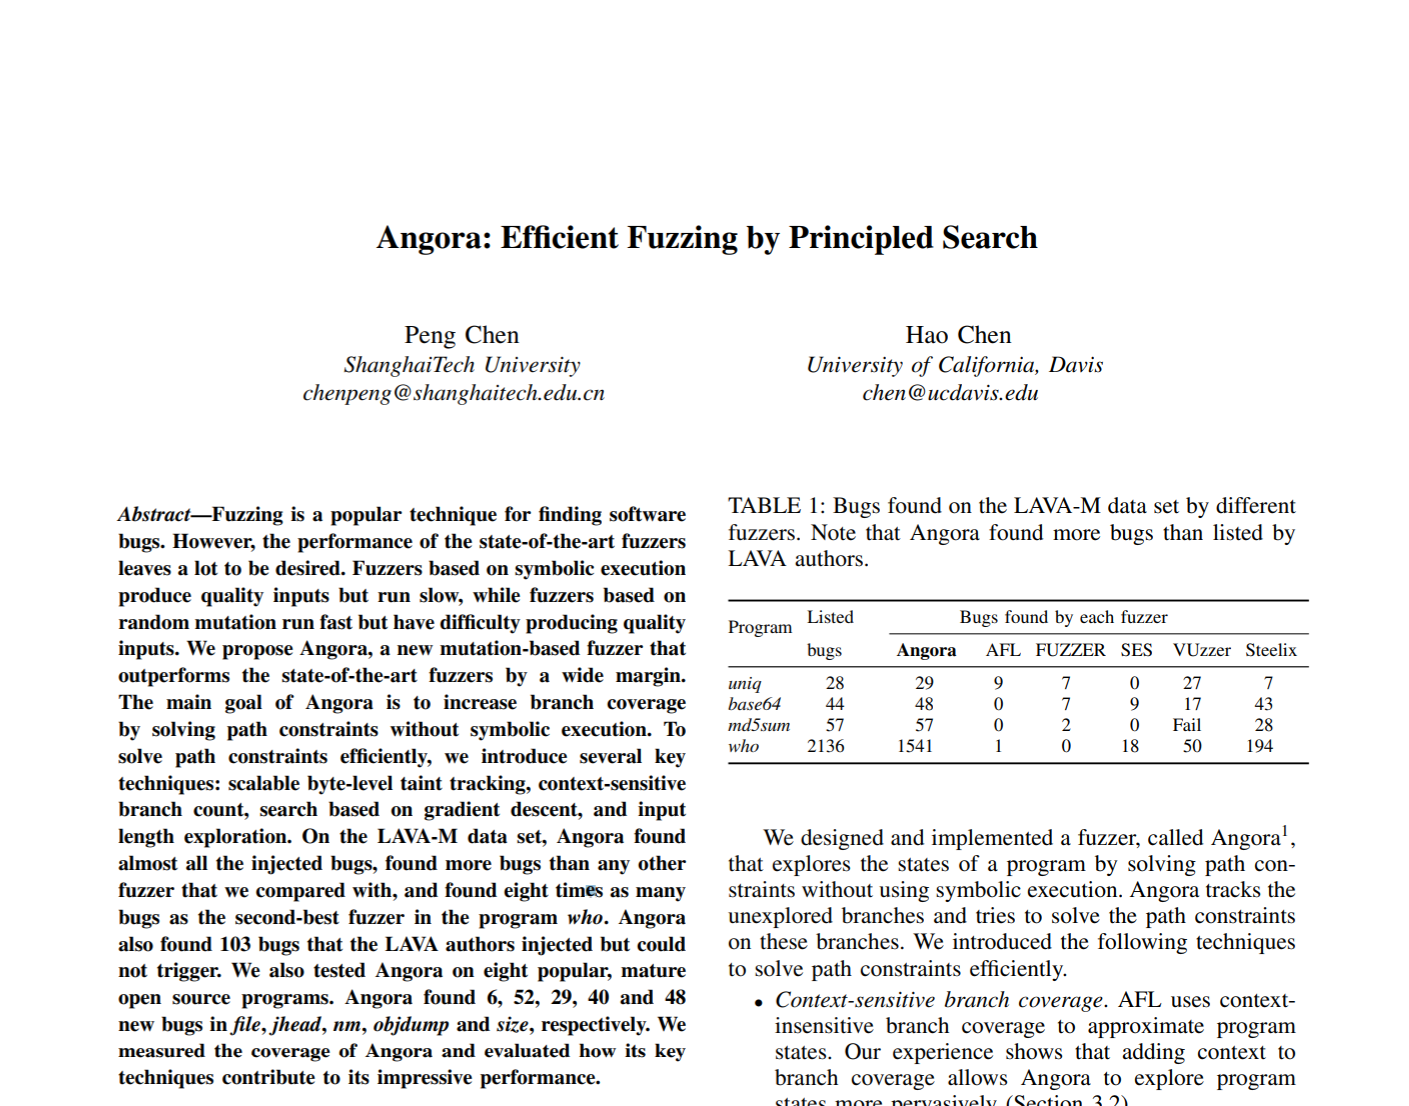 Angora: Efficient Fuzzing by Principled Search
Peng Chen
ShanghaiTech University
chenpeng@shanghaitech.edu.cn
Hao Chen
University of California, Davis
chen@ucdavis.edu
Abstract—Fuzzing is a popular technique for finding software
bugs. However, the performance of the state-of-the-art fuzzers
leaves a lot to be desired. Fuzzers based on symbolic execution
produce quality inputs but run slow, while fuzzers based on
random mutation run fast but have difficulty producing quality
inputs. We propose Angora, a new mutation-based fuzzer that
outperforms the state-of-the-art fuzzers by a wide margin.
The main goal of Angora is to increase branch coverage
by solving path constraints without symbolic execution. To
solve path constraints efficiently, we introduce several key
techniques: scalable byte-level taint tracking, context-sensitive
branch count, search based on gradient descent, and input
length exploration. On the LAVA-M data set, Angora found
almost all the injected bugs, found more bugs than any other
fuzzer that we compared with, and found eight times as many
bugs as the second-best fuzzer in the program who. Angora
also found 103 bugs that the LAVA authors injected but could
not trigger. We also tested Angora on eight popular, mature
open source programs. Angora found 6, 52, 29, 40 and 48
new bugs in file, jhead, nm, objdump and size, respectively. We
measured the coverage of Angora and evaluated how its key
techniques contribute to its impressive performance.
TABLE 1: Bugs found on the LAVA-M data set by different
fuzzers. Note that Angora found more bugs than listed by
LAVA authors.
Program Listed bugs Bugs found by each fuzzer
Angora AFL FUZZER SES VUzzer Steelix
uniq 28 29 9 7 0 27 7
base64 44 48 0 7 9 17 43
md5sum 57 57 0 2 0 Fail 28
who 2136 1541 1 0 18 50 194
We designed and implemented a fuzzer, called Angora1,
that explores the states of a program by solving path con-
straints without using symbolic execution. Angora tracks the
unexplored branches and tries to solve the path constraints
on these branches. We introduced the following techniques
to solve path constraints efficiently.
• Context-sensitive branch coverage. AFL uses context-
insensitive branch coverage to approximate program
states. Our experience shows that adding context to
branch coverage allows Angora to explore program
states more pervasively (Section 3.2).